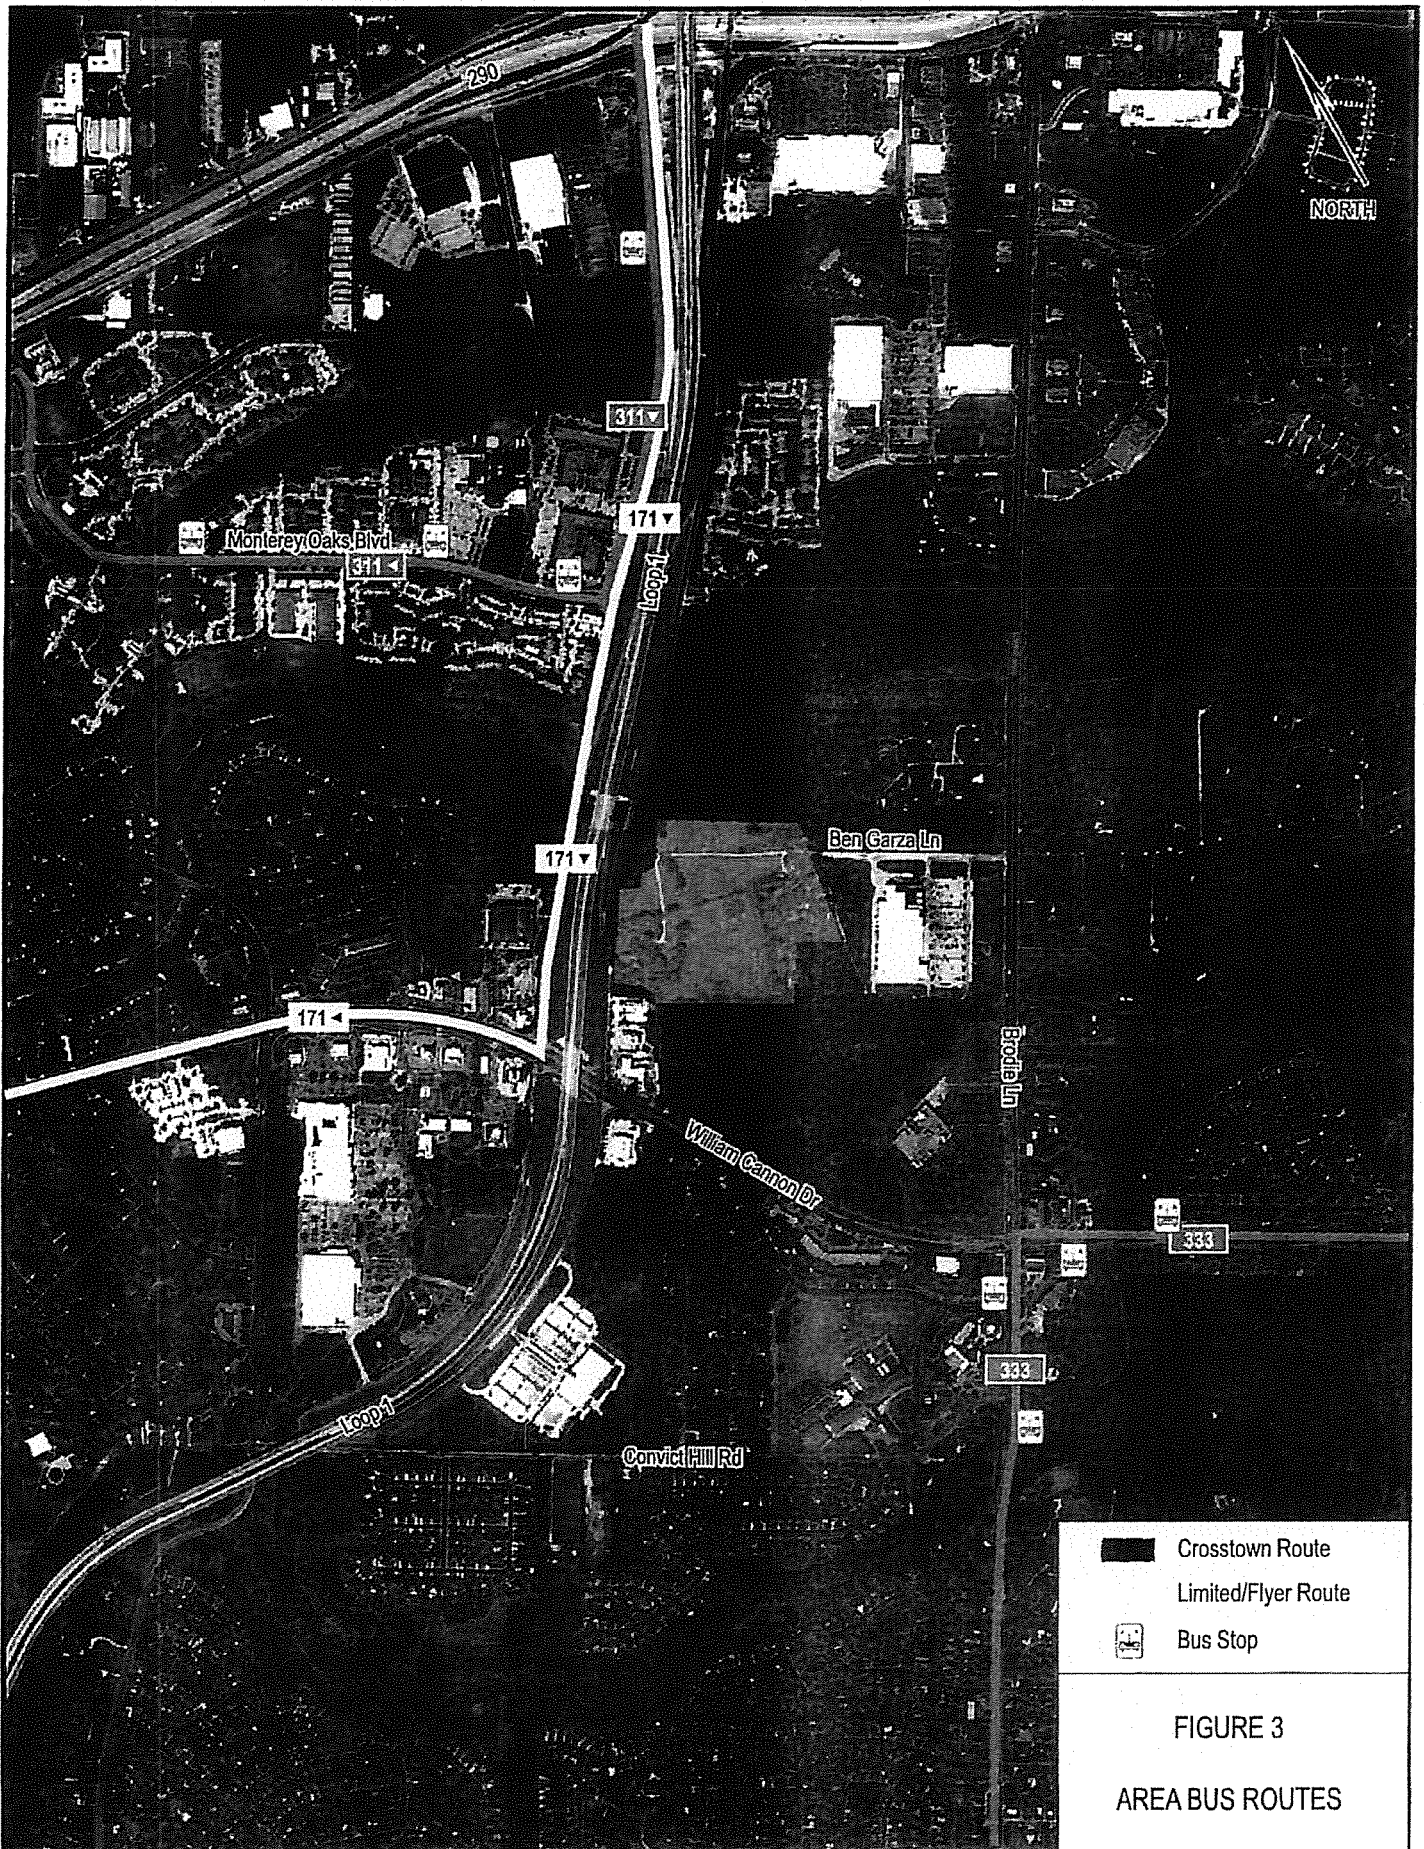 290
NORTH
311▼
171▼
Loop 1
Monterey Oaks Blvd
311◄
Ben Garza Ln
171▼
171◄
Brodie Ln
William Cannon Dr
333
333
Loop 1
Convict Hill Rd
Crosstown Route
Limited/Flyer Route
Bus Stop
FIGURE 3
AREA BUS ROUTES